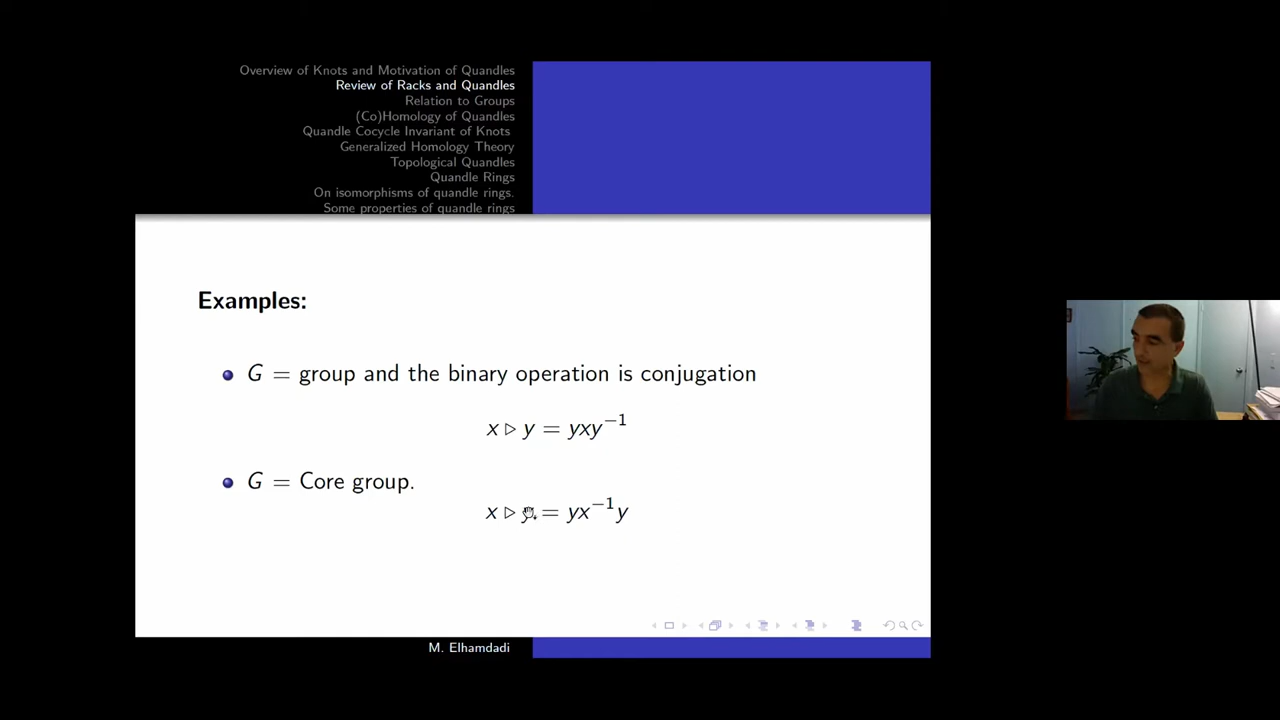 Overview of Knots and Motivation of Quandles
Review of Racks and Quandles
Relation to Groups
(Co)Homology of Quandles
Quandle Cocycle Invariant of Knots
Generalized Homology Theory
Topological Quandles
Quandle Rings
On isomorphisms of quandle rings.
Some properties of quandle rings
Examples:
G = group and the binary operation is conjugation
x ▷ y = yxy⁻¹
G = Core group.
x ▷ y = yx⁻¹y
M. Elhamdadi